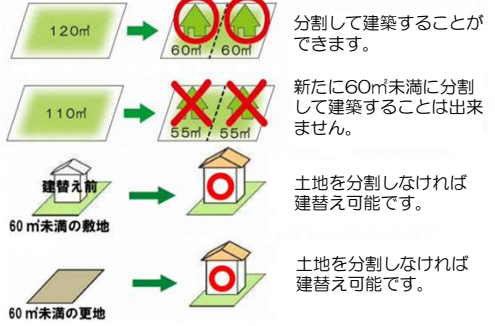 120㎡
60㎡ 60㎡
分割して建築することが
できます。
110㎡
55㎡ 55㎡
新たに60㎡未満に分割
して建築することは出来
ません。
建替え前
60㎡未満の敷地
土地を分割しなければ
建替え可能です。
60㎡未満の更地
土地を分割しなければ
建替え可能です。